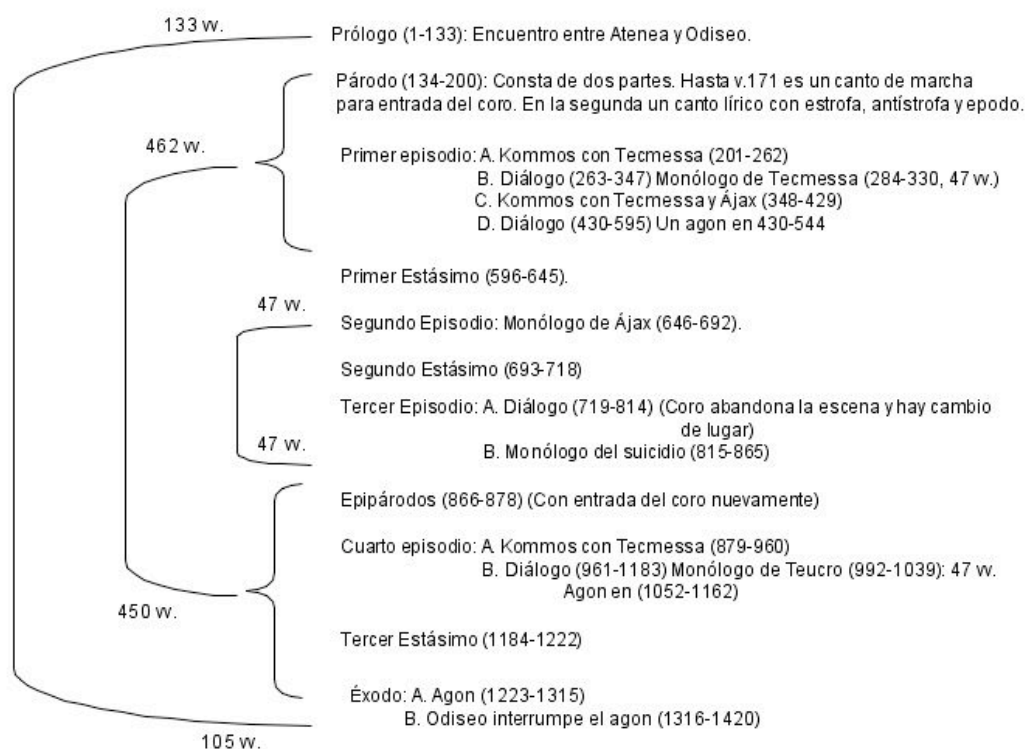 133 vv.
Prólogo (1-133): Encuentro entre Atenea y Odiseo.
Párodo (134-200): Consta de dos partes. Hasta v.171 es un canto de marcha
para entrada del coro. En la segunda un canto lírico con estrofa, antístrofa y epodo.
462 vv.
Primer episodio: A. Kommos con Tecmessa (201-262)
B. Diálogo (263-347) Monólogo de Tecmessa (284-330, 47 vv.)
C. Kommos con Tecmessa y Ájax (348-429)
D. Diálogo (430-595) Un agon en 430-544
Primer Estásimo (596-645).
47 vv.
Segundo Episodio: Monólogo de Ájax (646-692).
Segundo Estásimo (693-718)
Tercer Episodio: A. Diálogo (719-814) (Coro abandona la escena y hay cambio
de lugar)
47 vv.
B. Monólogo del suicidio (815-865)
Epipárodos (866-878) (Con entrada del coro nuevamente)
Cuarto episodio: A. Kommos con Tecmessa (879-960)
B. Diálogo (961-1183) Monólogo de Teucro (992-1039): 47 vv.
Agon en (1052-1162)
450 vv.
Tercer Estásimo (1184-1222)
Éxodo: A. Agon (1223-1315)
B. Odiseo interrumpe el agon (1316-1420)
105 vv.